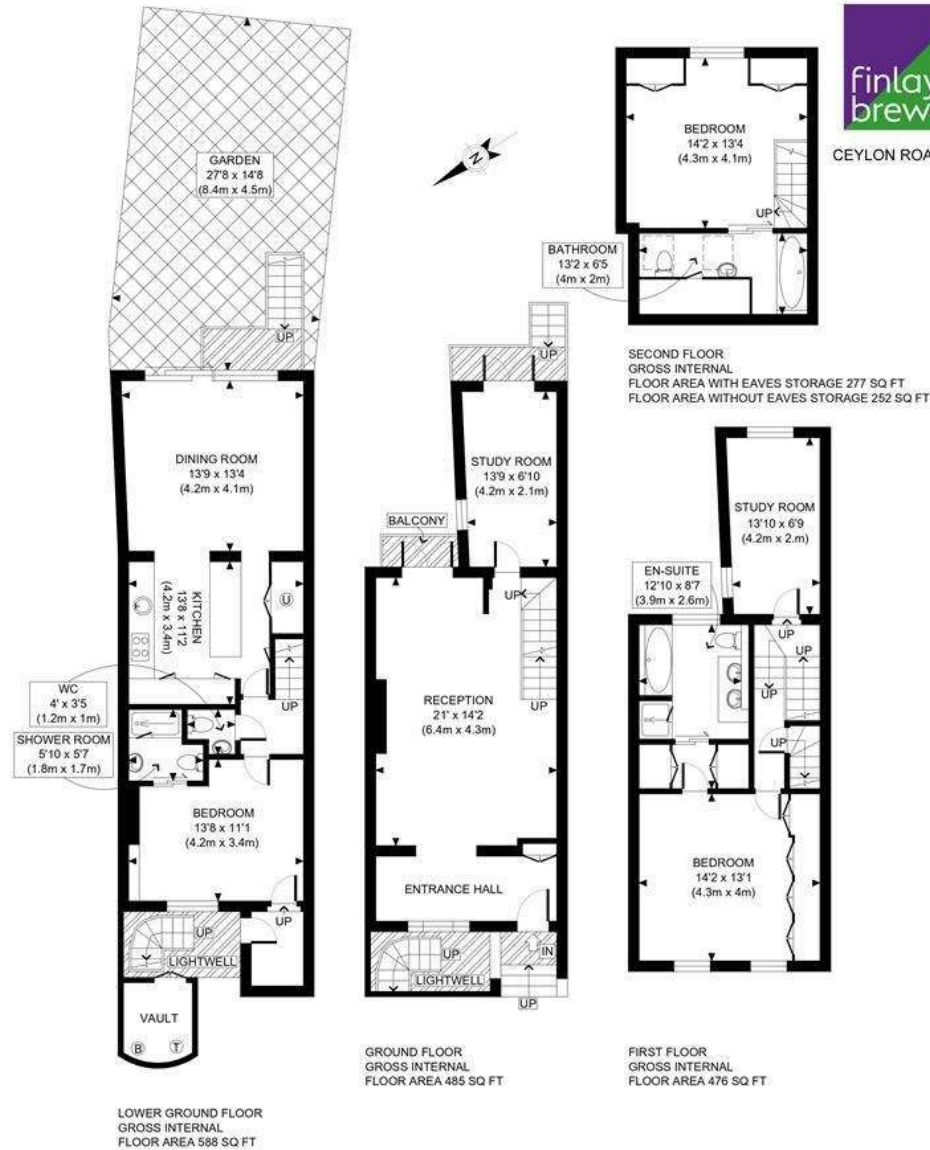 finlay
brew
CEYLON ROA
GARDEN
27'8 x 14'8
(8.4m x 4.5m)
UP
N
BEDROOM
14'2 x 13'4
(4.3m x 4.1m)
UP
BATHROOM
13'2 x 6'5
(4m x 2m)
SECOND FLOOR
GROSS INTERNAL
FLOOR AREA WITH EAVES STORAGE 277 SQ FT
FLOOR AREA WITHOUT EAVES STORAGE 252 SQ FT
DINING ROOM
13'9 x 13'4
(4.2m x 4.1m)
KITCHEN
13'8 x 11'2
(4.2m x 3.4m)
U
UP
WC
4' x 3'5
(1.2m x 1m)
SHOWER ROOM
5'10 x 5'7
(1.8m x 1.7m)
BEDROOM
13'8 x 11'1
(4.2m x 3.4m)
UP
UP
LIGHTWELL
VAULT
B
T
LOWER GROUND FLOOR
GROSS INTERNAL
FLOOR AREA 588 SQ FT
UP
STUDY ROOM
13'9 x 6'10
(4.2m x 2.1m)
BALCONY
UP
RECEPTION
21' x 14'2
(6.4m x 4.3m)
UP
ENTRANCE HALL
UP
LIGHTWELL
IN
UP
GROUND FLOOR
GROSS INTERNAL
FLOOR AREA 485 SQ FT
STUDY ROOM
13'10 x 6'9
(4.2m x 2.m)
EN-SUITE
12'10 x 8'7
(3.9m x 2.6m)
UP
UP
UP
UP
BEDROOM
14'2 x 13'1
(4.3m x 4m)
FIRST FLOOR
GROSS INTERNAL
FLOOR AREA 476 SQ FT